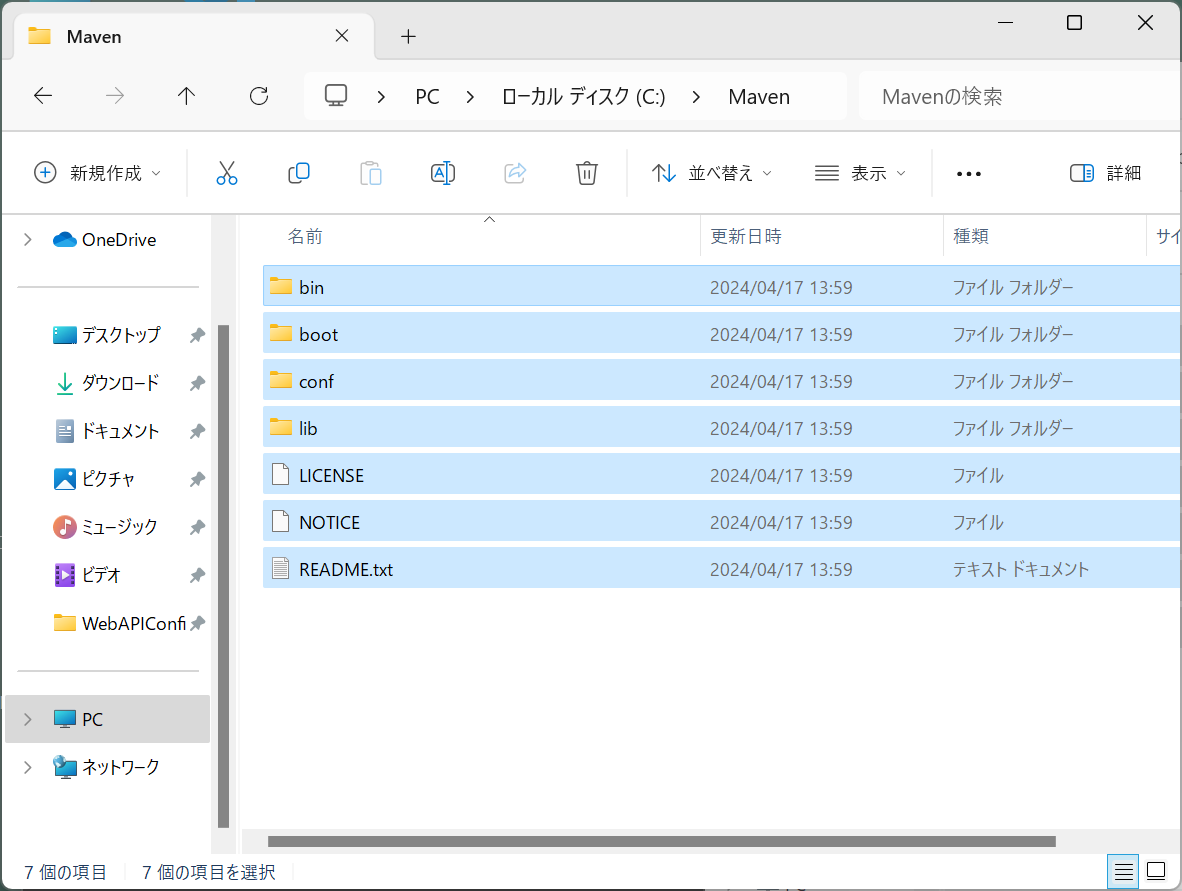 Maven
PC ローカル ディスク (C:) Maven Mavenの検索
新規作成 並べ替え 表示 詳細
OneDrive
デスクトップ
ダウンロード
ドキュメント
ピクチャ
ミュージック
ビデオ
WebAPIConfi
PC
ネットワーク
名前 更新日時 種類 サイ
bin 2024/04/17 13:59 ファイル フォルダー
boot 2024/04/17 13:59 ファイル フォルダー
conf 2024/04/17 13:59 ファイル フォルダー
lib 2024/04/17 13:59 ファイル フォルダー
LICENSE 2024/04/17 13:59 ファイル
NOTICE 2024/04/17 13:59 ファイル
README.txt 2024/04/17 13:59 テキスト ドキュメント
7 個の項目 7 個の項目を選択